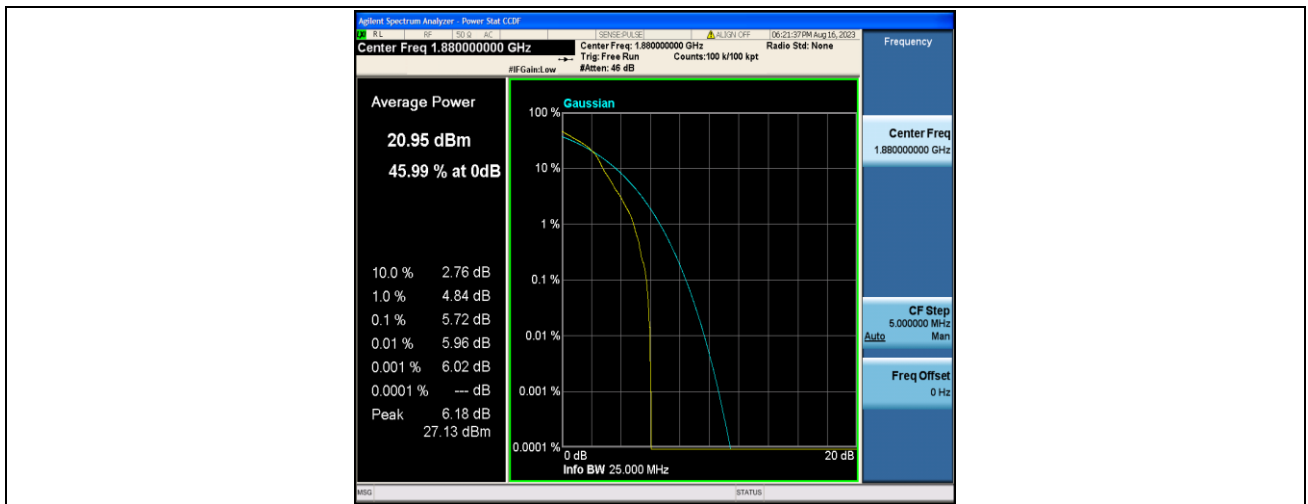 Agilent Spectrum Analyzer - Power Stat CCDF
RL RF 50 Ω AC SENSE:PULSE ALIGN OFF 06:21:37 PM Aug 16, 2023
Center Freq 1.880000000 GHz
Center Freq: 1.880000000 GHz Radio Std: None
Trig: Free Run Counts:100 k/100 kpt
#IFGain:Low #Atten: 46 dB
Frequency
Average Power
20.95 dBm
45.99 % at 0dB
10.0 % 2.76 dB
1.0 % 4.84 dB
0.1 % 5.72 dB
0.01 % 5.96 dB
0.001 % 6.02 dB
0.0001 % --- dB
Peak 6.18 dB
27.13 dBm
Gaussian
100 %
10 %
1 %
0.1 %
0.01 %
0.001 %
0.0001 %
0 dB 20 dB
Info BW 25.000 MHz
Center Freq
1.880000000 GHz
CF Step
5.000000 MHz
Auto Man
Freq Offset
0 Hz
MSG STATUS